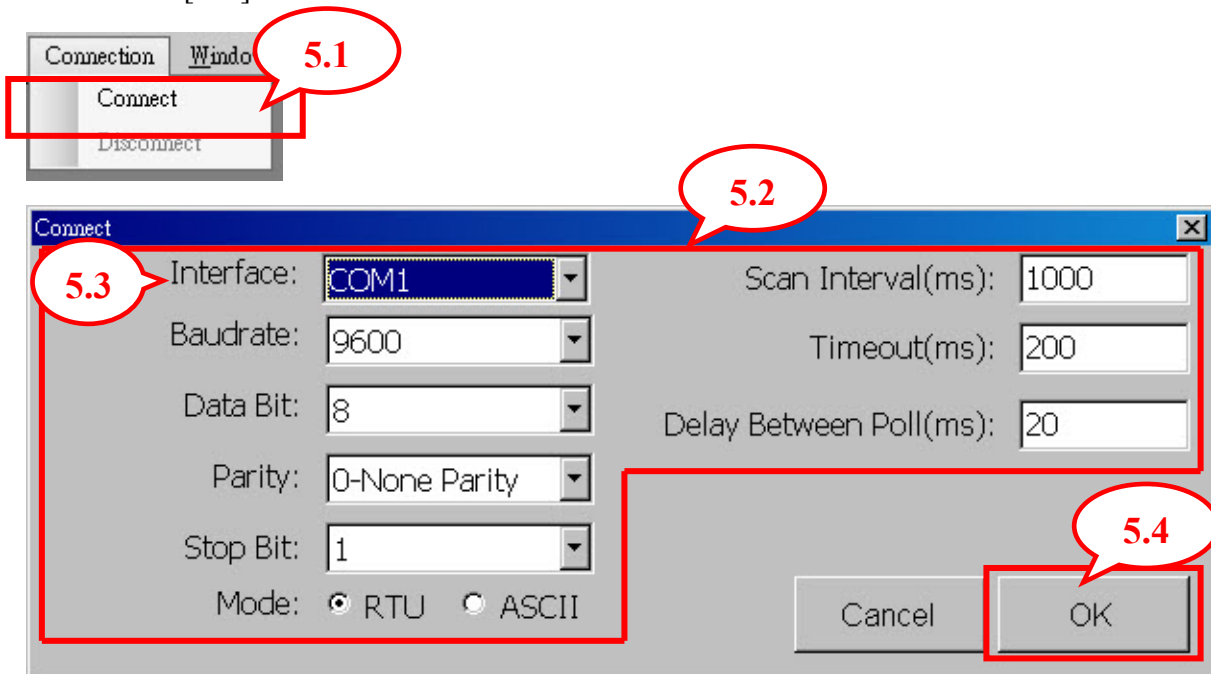 Connection Windo 5.1
Connect
Disconnect
5.2
Connect
5.3 Interface: COM1 Scan Interval(ms): 1000
Baudrate: 9600 Timeout(ms): 200
Data Bit: 8 Delay Between Poll(ms): 20
Parity: 0-None Parity
Stop Bit: 1 5.4
Mode: RTU ASCII Cancel OK